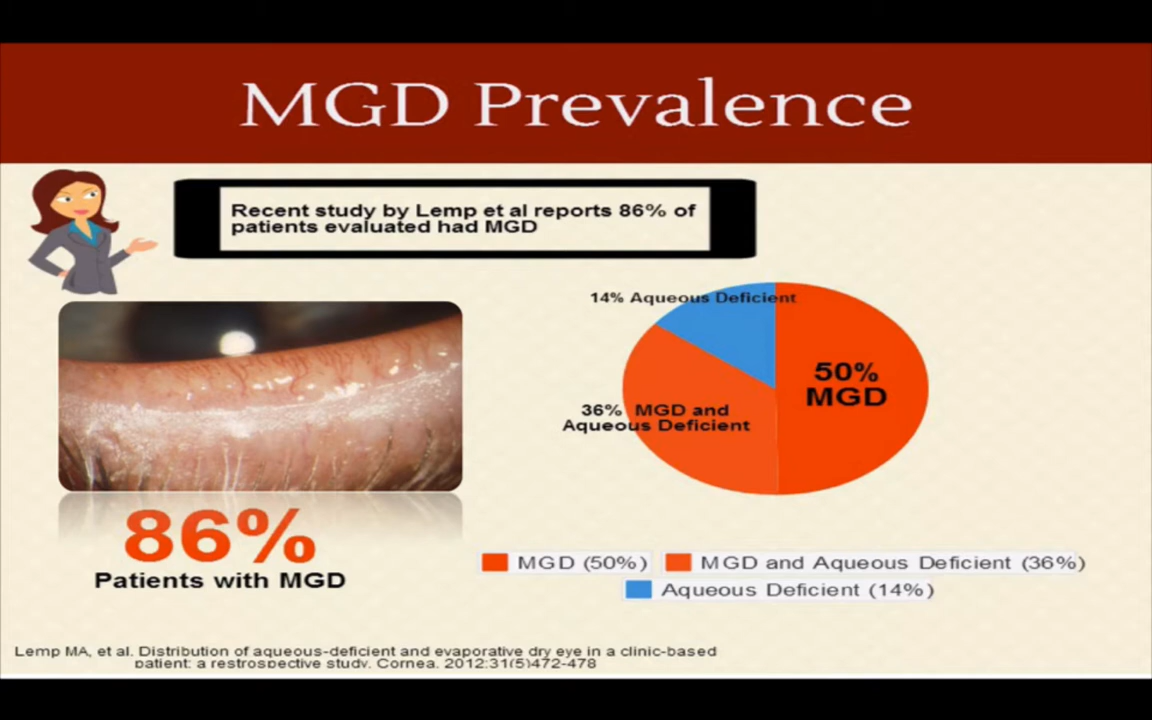 MGD Prevalence
Recent study by Lemp et al reports 86% of
patients evaluated had MGD
14% Aqueous Deficient
50%
MGD
36% MGD and
Aqueous Deficient
86%
Patients with MGD
MGD (50%)
MGD and Aqueous Deficient (36%)
Aqueous Deficient (14%)
Lemp MA, et al. Distribution of aqueous-deficient and evaporative dry eye in a clinic-based
patient: a restrospective study. Cornea. 2012:31(5)472-478